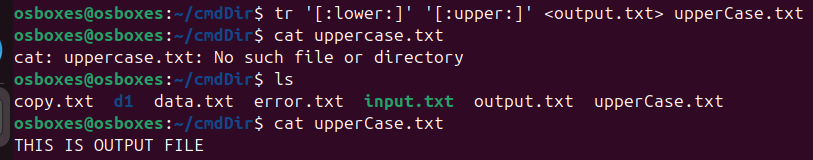 osboxes@osboxes:~/cmdDir$ tr '[:lower:]' '[:upper:]' <output.txt> upperCase.txt
osboxes@osboxes:~/cmdDir$ cat uppercase.txt
cat: uppercase.txt: No such file or directory
osboxes@osboxes:~/cmdDir$ ls
copy.txt  d1  data.txt  error.txt  input.txt  output.txt  upperCase.txt
osboxes@osboxes:~/cmdDir$ cat upperCase.txt
THIS IS OUTPUT FILE